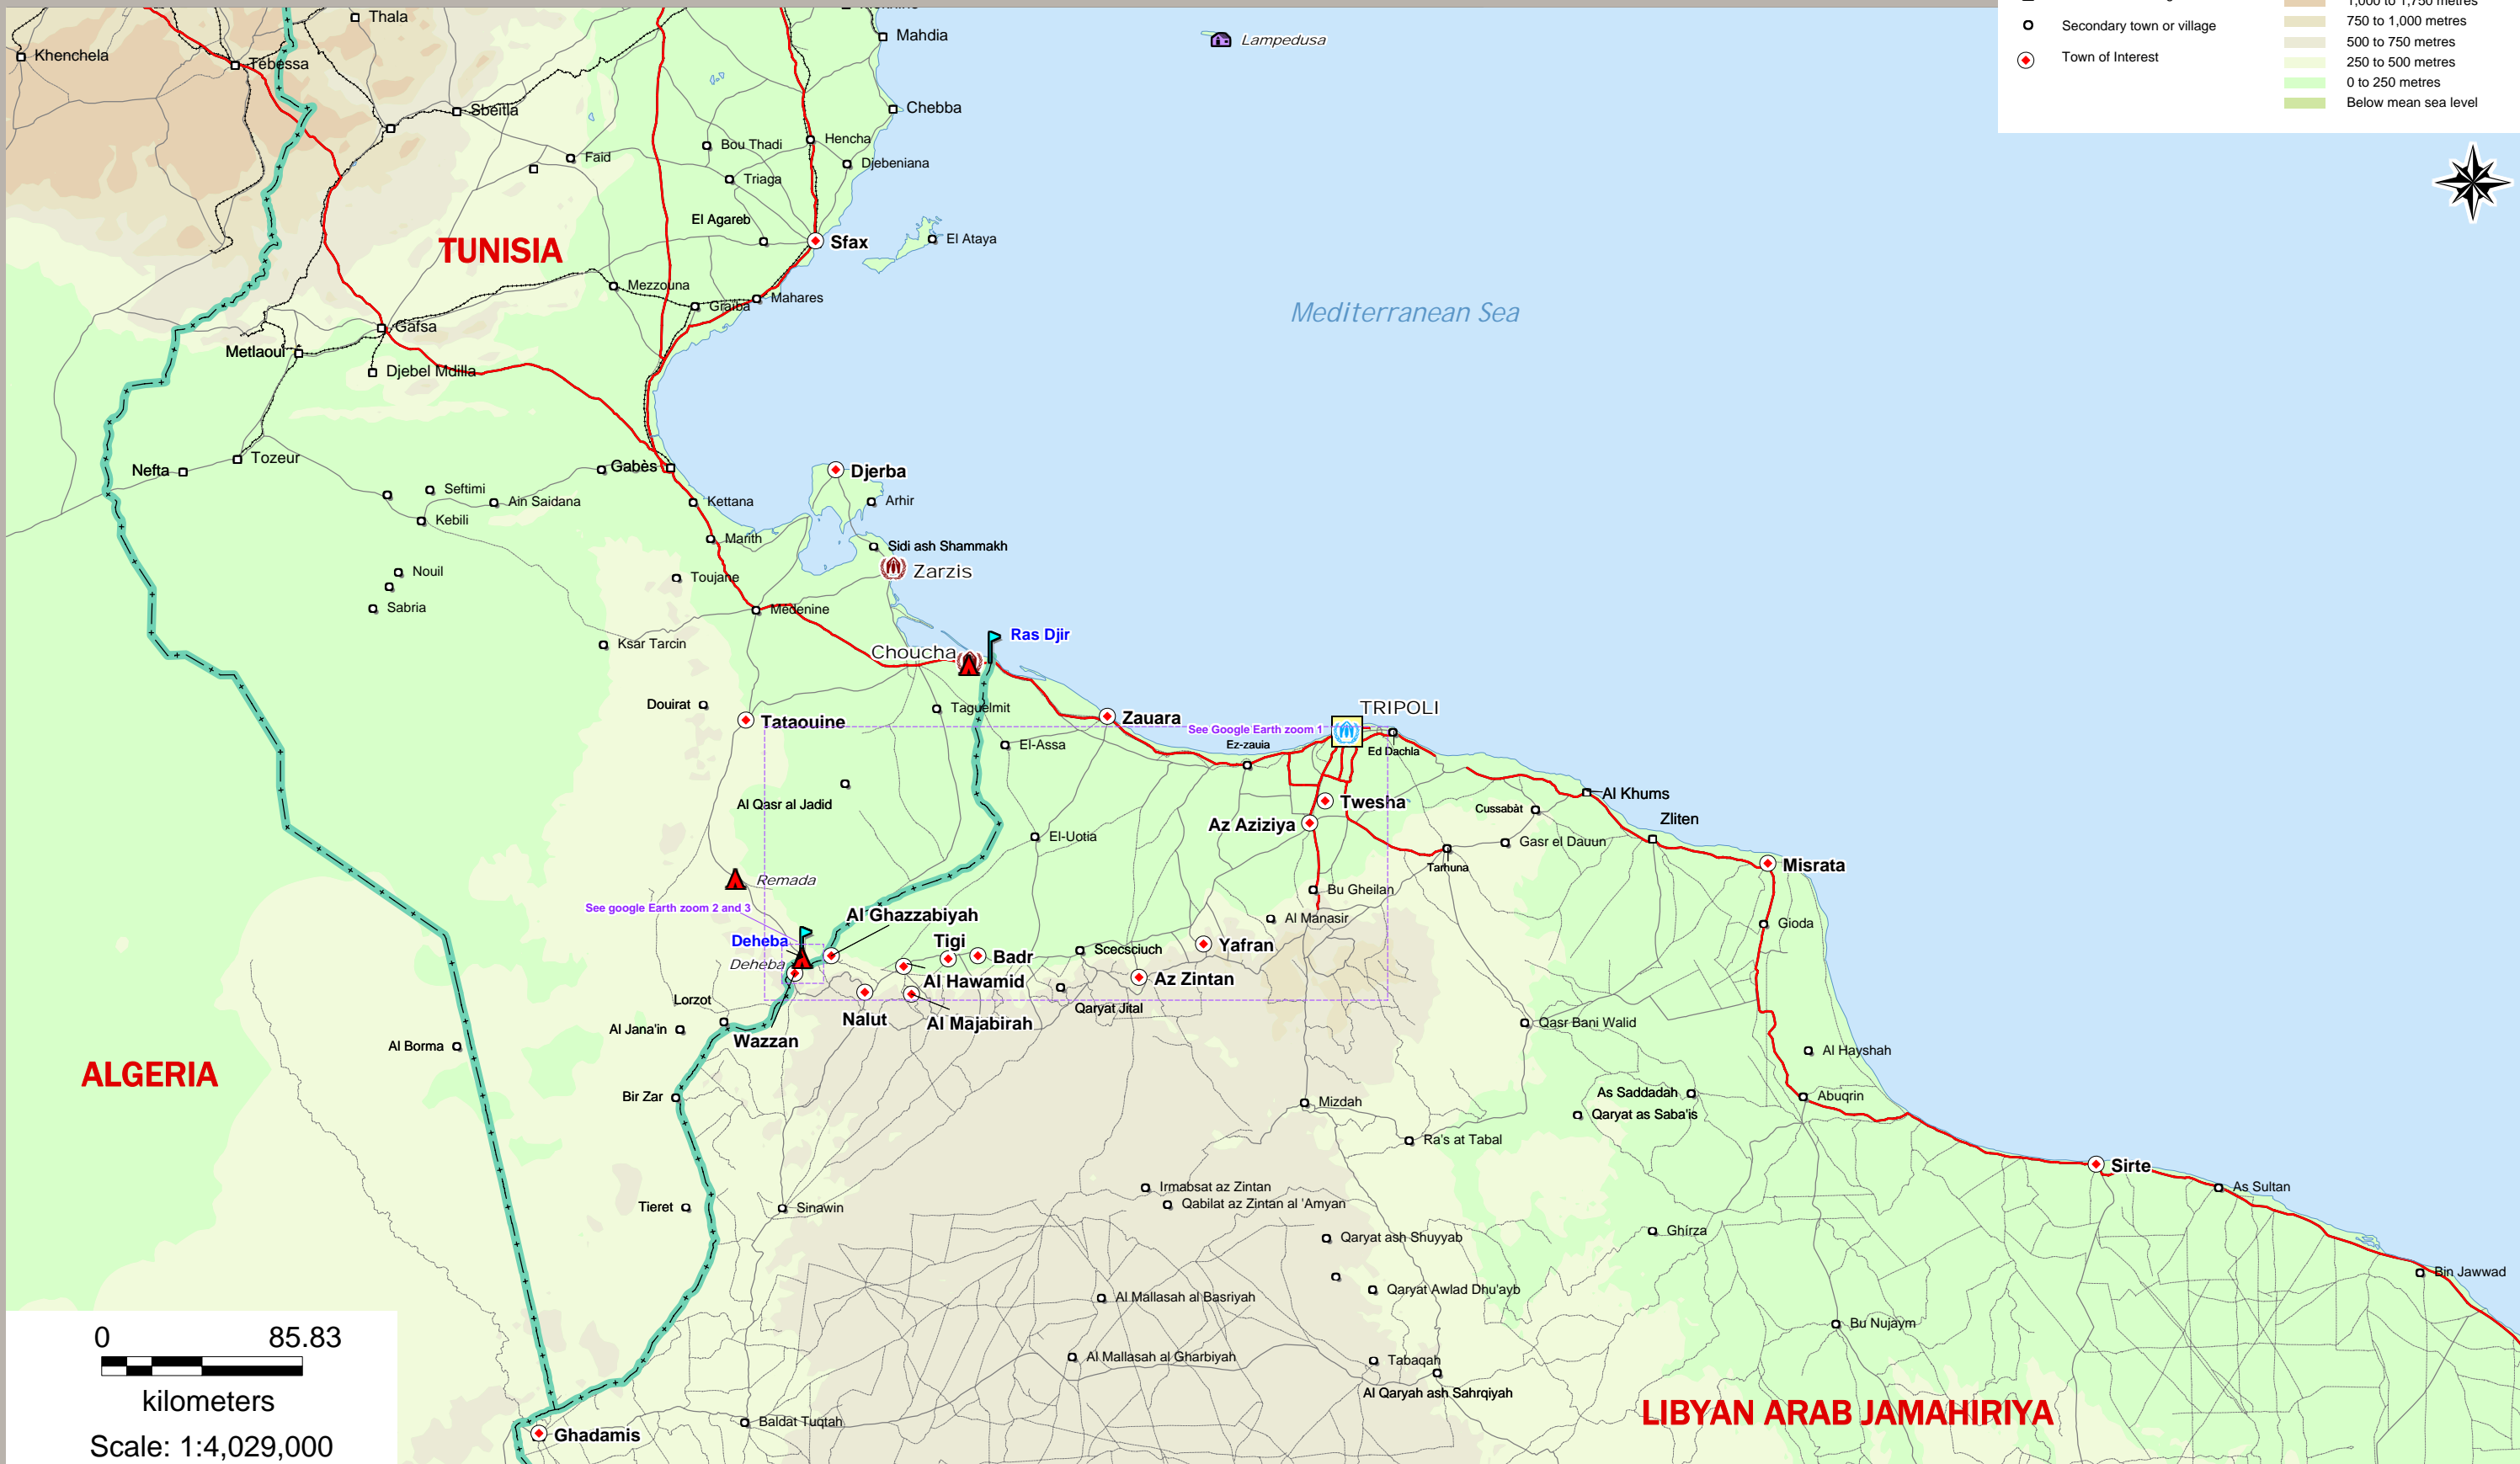 Thala
Khenchela
Tébessa
Sbeitla
Mahdia
Lampedusa
1,000 to 1,750 metres
Secondary town or village
750 to 1,000 metres
500 to 750 metres
Town of Interest
250 to 500 metres
0 to 250 metres
Below mean sea level
Chebba
Hencha
Bou Thadi
Faid
Djebeniana
Triaga
El Agareb
TUNISIA
Sfax
El Ataya
Mezzouna
Graiba
Mahares
Mediterranean Sea
Gafsa
Metlaoui
Djebel Mdilla
Nefta
Tozeur
Gabès
Djerba
Seftimi
Ain Saidana
Kettana
Arhir
Kebili
Marith
Sidi ash Shammakh
Nouil
Toujane
Zarzis
Sabria
Medenine
Ras Djir
Ksar Tarcin
Choucha
Douirat
Tataouine
Taguelmit
Zauara
TRIPOLI
See Google Earth zoom 1
El-Assa
Ez-zauia
Ed Dachla
Al Qasr al Jadid
Twesha
Al Khums
Cussabàt
Az Aziziya
Zliten
El-Uotia
Gasr el Dauun
Tarhuna
Misrata
Remada
Bu Gheilan
See google Earth zoom 2 and 3
Al Ghazzabiyah
Al Manasir
Gioda
Deheba
Tigi
Yafran
Scecsciuch
Badr
Deheba
Al Hawamid
Az Zintan
Lorzot
Qaryat Jital
Nalut
Al Majabirah
Al Jana'in
Qasr Bani Walid
Wazzan
Al Borma
Al Hayshah
ALGERIA
Bir Zar
As Saddadah
Abuqrin
Mizdah
Qaryat as Saba'is
Ra's at Tabal
Sirte
Irmabsat az Zintan
As Sultan
Tieret
Sinawin
Qabilat az Zintan al 'Amyan
Ghírza
Qaryat ash Shuyyab
Bin Jawwad
Al Mallasah al Basriyah
Qaryat Awlad Dhu'ayb
Bu Nujaym
Al Mallasah al Gharbiyah
Tabaqah
Al Qaryah ash Sahrqiyah
LIBYAN ARAB JAMAHIRIYA
Baldat Tuqtah
Ghadamis
0 85.83
kilometers
Scale: 1:4,029,000